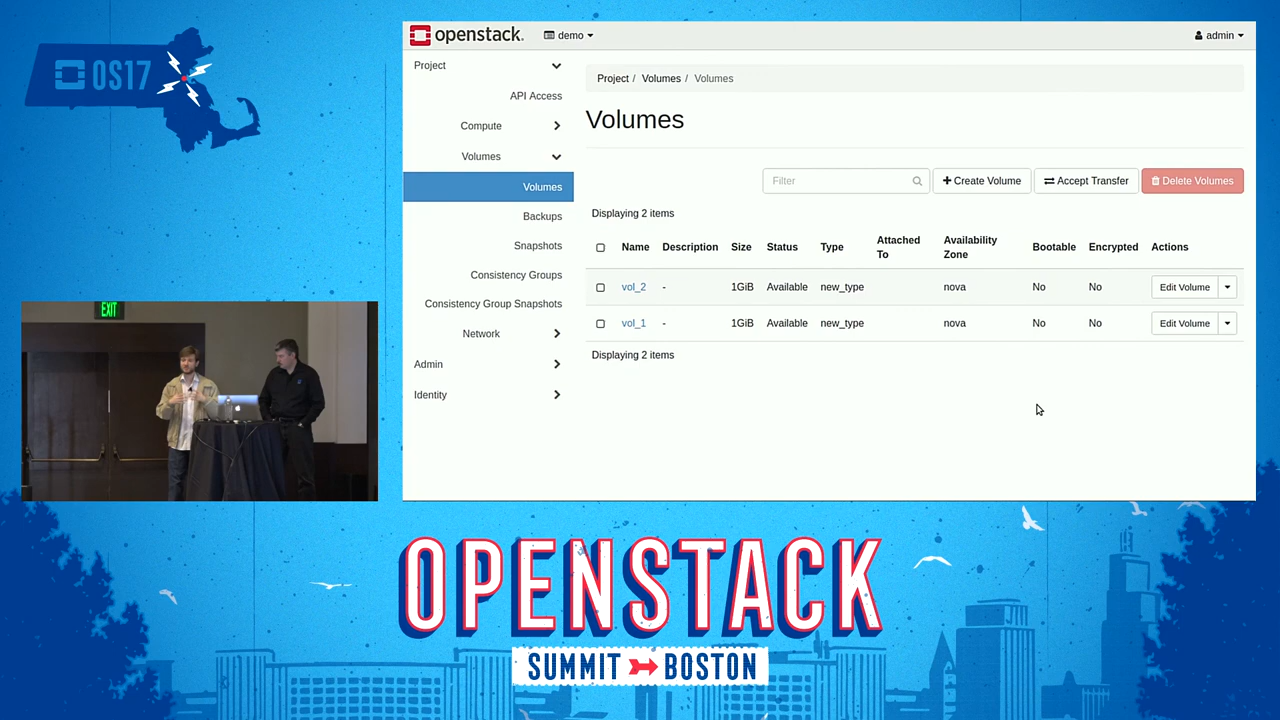 OS17
openstack.
demo
admin
Project
API Access
Compute
Volumes
Volumes
Backups
Snapshots
Consistency Groups
Consistency Group Snapshots
Network
Admin
Identity
Project / Volumes / Volumes
Volumes
Filter
Create Volume
Accept Transfer
Delete Volumes
Displaying 2 items
Name Description Size Status Type Attached To Availability Zone Bootable Encrypted Actions
vol_2 - 1GiB Available new_type nova No No Edit Volume
vol_1 - 1GiB Available new_type nova No No Edit Volume
Displaying 2 items
EXIT
OPENSTACK
SUMMIT BOSTON